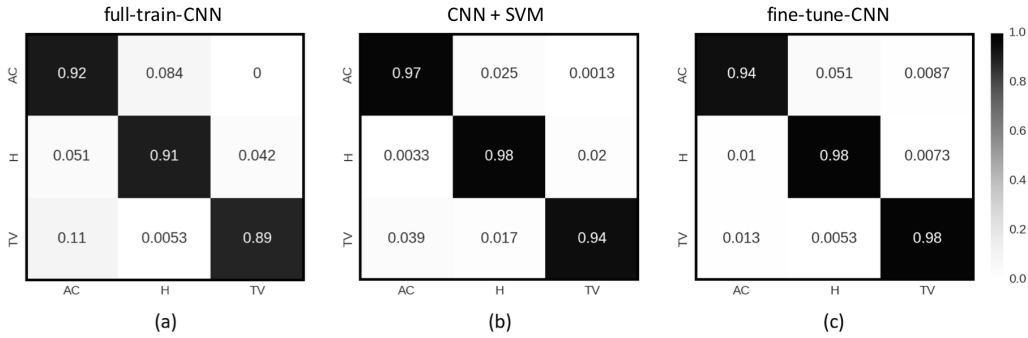 full-train-CNN CNN + SVM fine-tune-CNN
1.0
AC 0.92 0.084 0 AC 0.97 0.025 0.0013 AC 0.94 0.051 0.0087
0.8
0.6
H 0.051 0.91 0.042 H 0.0033 0.98 0.02 H 0.01 0.98 0.0073
0.4
0.2
TV 0.11 0.0053 0.89 TV 0.039 0.017 0.94 TV 0.013 0.0053 0.98
0.0
AC H TV AC H TV AC H TV
(a) (b) (c)